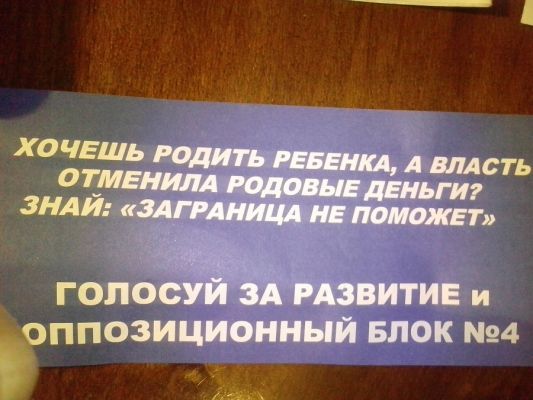 ХОЧЕШЬ РОДИТЬ РЕБЕНКА, А ВЛАСТЬ
ОТМЕНИЛА РОДОВЫЕ ДЕНЬГИ?
ЗНАЙ: «ЗАГРАНИЦА НЕ ПОМОЖЕТ»
ГОЛОСУЙ ЗА РАЗВИТИЕ и
ОППОЗИЦИОННЫЙ БЛОК №4